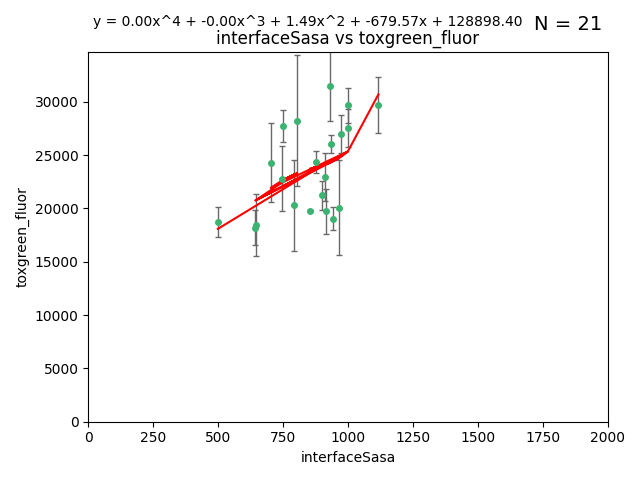 y = 0.00x^4 + -0.00x^3 + 1.49x^2 + -679.57x + 128898.40 N = 21
interfaceSasa vs toxgreen_fluor
30000
25000
20000
15000
10000
5000
0
toxgreen_fluor
0 250 500 750 1000 1250 1500 1750 2000
interfaceSasa